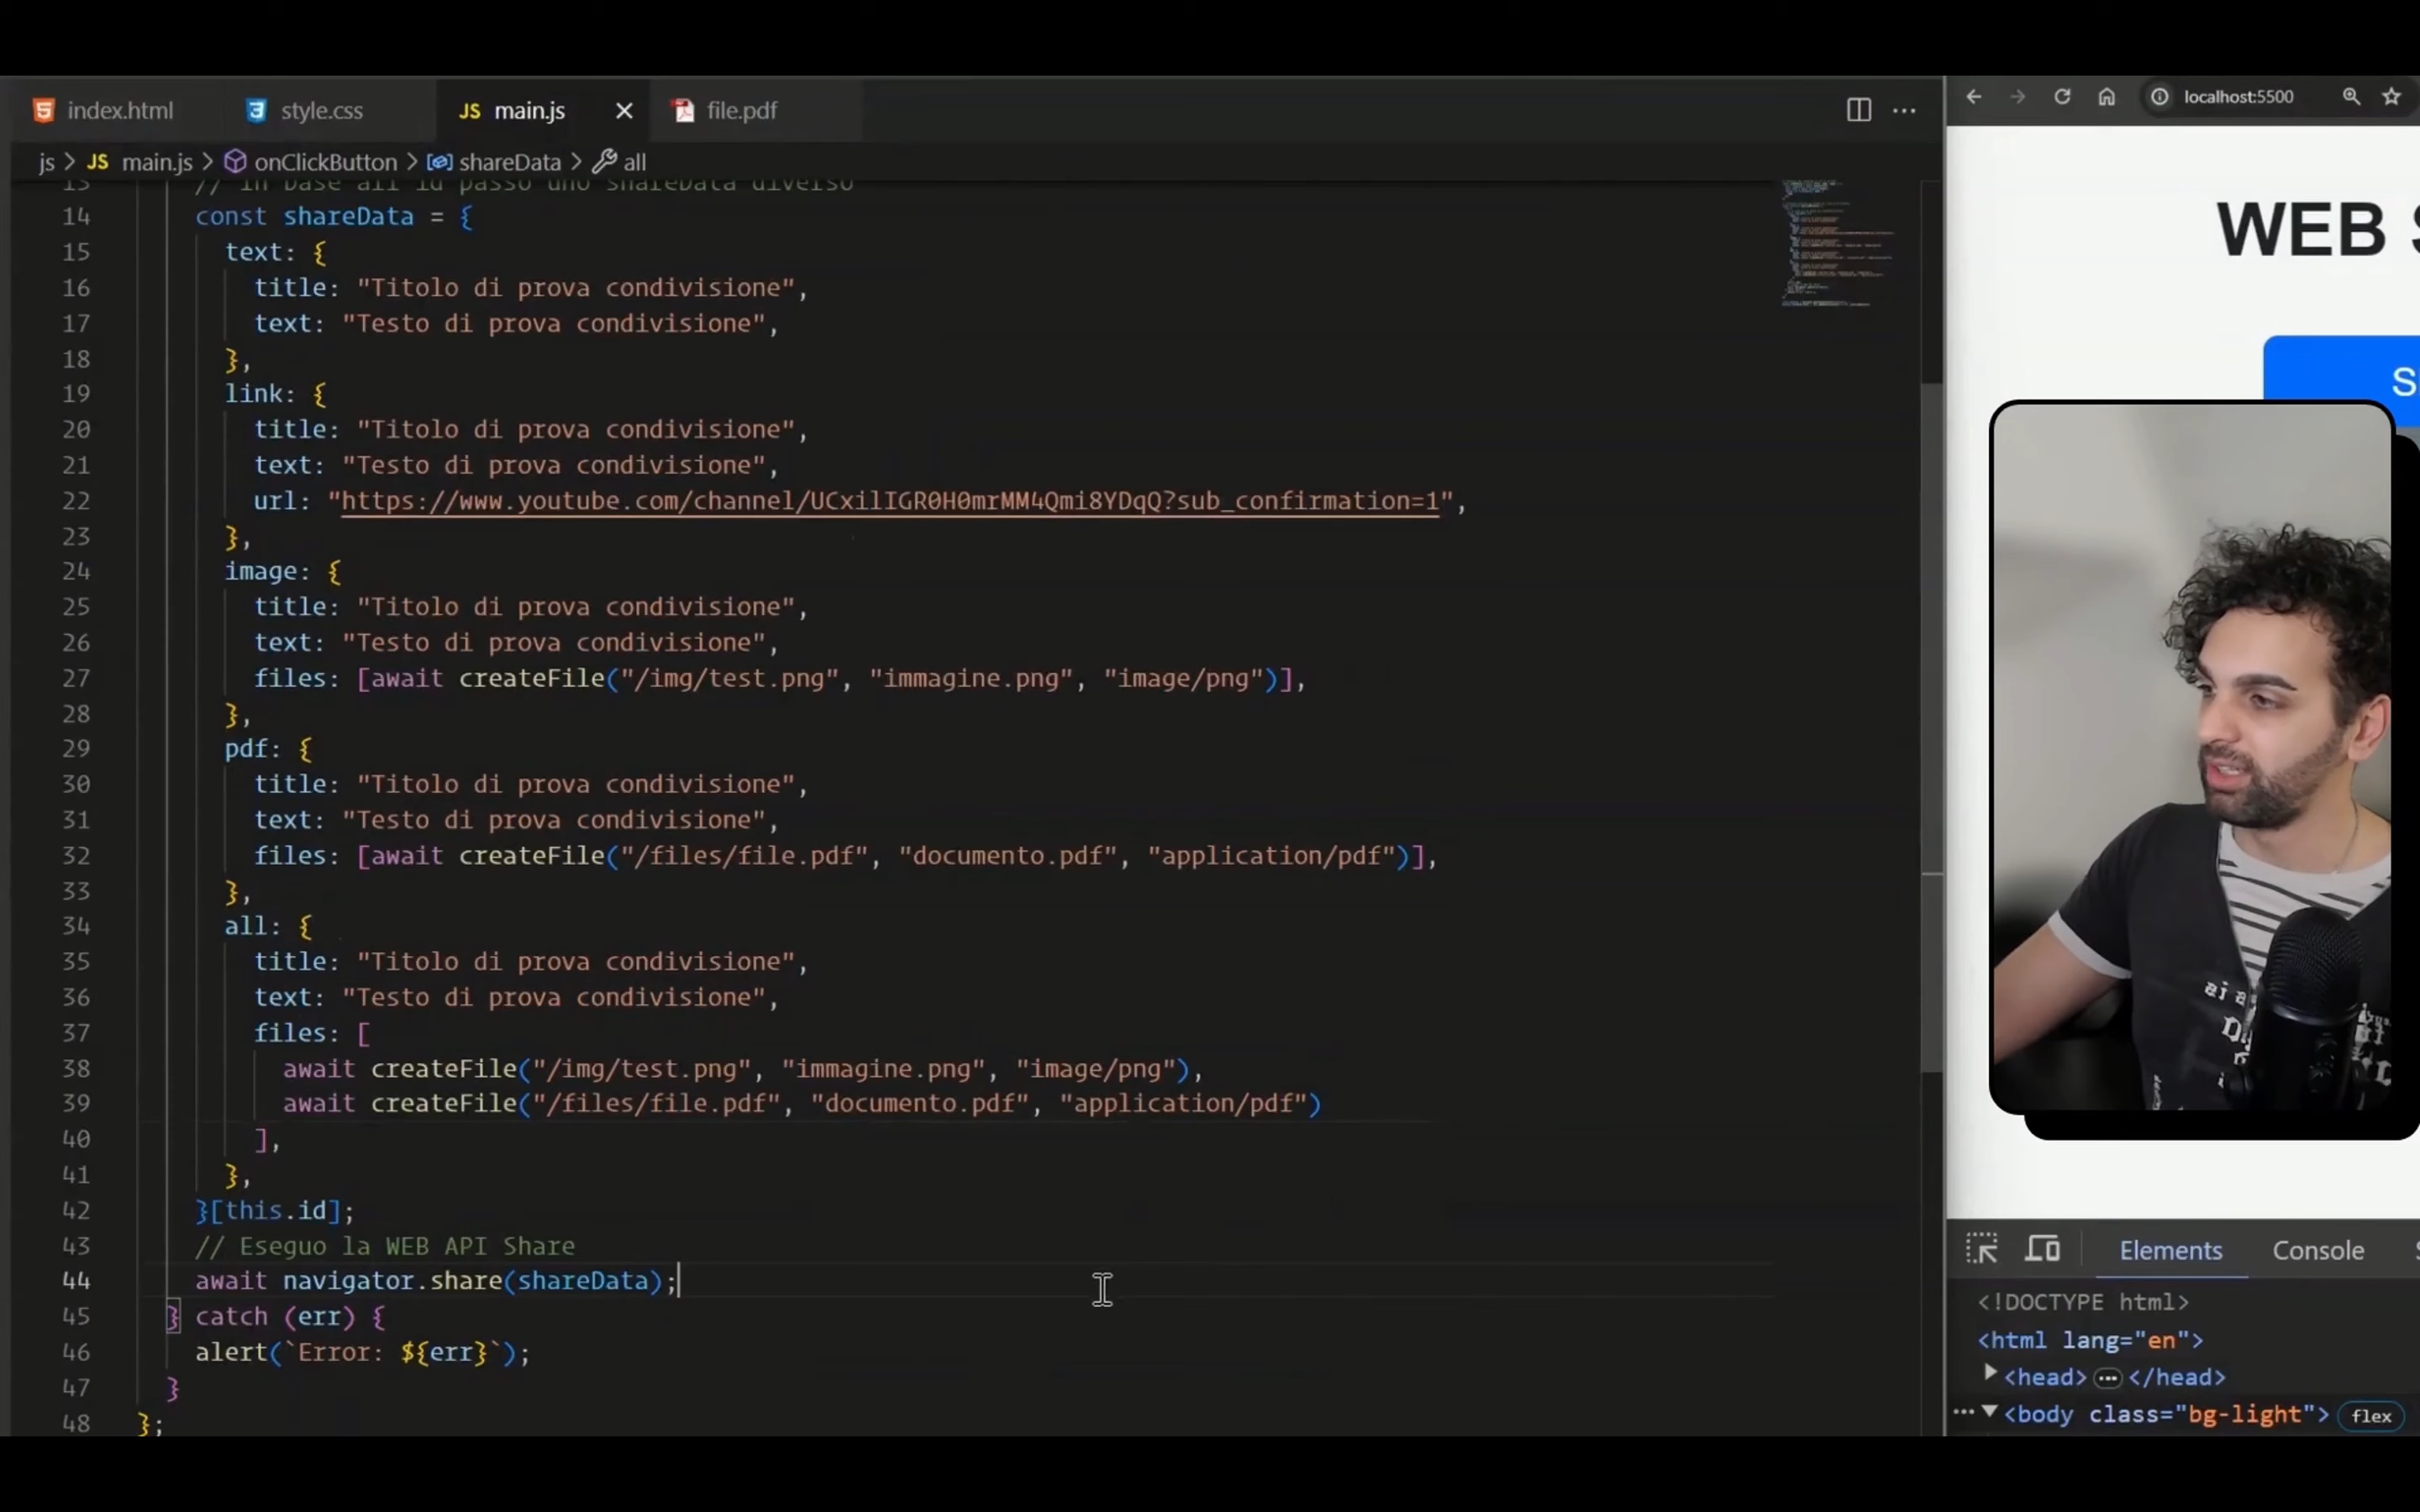 index.html
style.css
JS main.js
file.pdf
js > JS main.js > onClickButton > shareData > all
13 // In base all'id passo uno shareData diverso
14 const shareData = {
15 text: {
16 title: "Titolo di prova condivisione",
17 text: "Testo di prova condivisione",
18 },
19 link: {
20 title: "Titolo di prova condivisione",
21 text: "Testo di prova condivisione",
22 url: "https://www.youtube.com/channel/UCxilIGR0H0mrMM4Qmi8YDqQ?sub_confirmation=1",
23 },
24 image: {
25 title: "Titolo di prova condivisione",
26 text: "Testo di prova condivisione",
27 files: [await createFile("/img/test.png", "immagine.png", "image/png")],
28 },
29 pdf: {
30 title: "Titolo di prova condivisione",
31 text: "Testo di prova condivisione",
32 files: [await createFile("/files/file.pdf", "documento.pdf", "application/pdf")],
33 },
34 all: {
35 title: "Titolo di prova condivisione",
36 text: "Testo di prova condivisione",
37 files: [
38 await createFile("/img/test.png", "immagine.png", "image/png"),
39 await createFile("/files/file.pdf", "documento.pdf", "application/pdf")
40 ],
41 },
42 }[this.id];
43 // Eseguo la WEB API Share
44 await navigator.share(shareData);
45 } catch (err) {
46 alert(`Error: ${err}`);
47 }
48 };
localhost:5500
WEB S
S
Elements Console S
<!DOCTYPE html>
<html lang="en">
<head> ... </head>
... <body class="bg-light"> flex